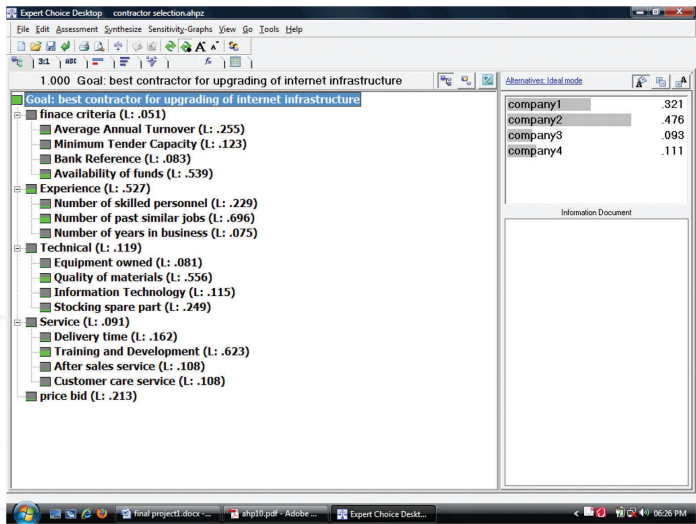 Expert Choice Desktop contractor selection.ahpz
File Edit Assessment Synthesize Sensitivity-Graphs View Go Tools Help
3:1 ABC fx
1.000 Goal: best contractor for upgrading of internet infrastructure
Goal: best contractor for upgrading of internet infrastructure
finace criteria (L: .051)
Average Annual Turnover (L: .255)
Minimum Tender Capacity (L: .123)
Bank Reference (L: .083)
Availability of funds (L: .539)
Experience (L: .527)
Number of skilled personnel (L: .229)
Number of past similar jobs (L: .696)
Number of years in business (L: .075)
Technical (L: .119)
Equipment owned (L: .081)
Quality of materials (L: .556)
Information Technology (L: .115)
Stocking spare part (L: .249)
Service (L: .091)
Delivery time (L: .162)
Training and Development (L: .623)
After sales service (L: .108)
Customer care service (L: .108)
price bid (L: .213)
Alternatives: Ideal mode
company1 .321
company2 .476
company3 .093
company4 .111
Information Document
final project1.docx -... ahp10.pdf - Adobe ... Expert Choice Deskt... 06:26 PM